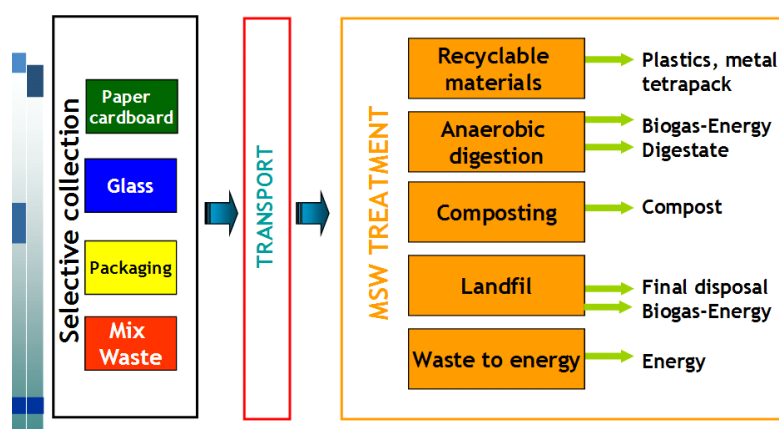 Selective collection
Paper
cardboard
Glass
Packaging
Mix
Waste
TRANSPORT
MSW TREATMENT
Recyclable
materials
Plastics, metal
tetrapack
Anaerobic
digestion
Biogas-Energy
Digestate
Composting
Compost
Landfil
Final disposal
Biogas-Energy
Waste to energy
Energy